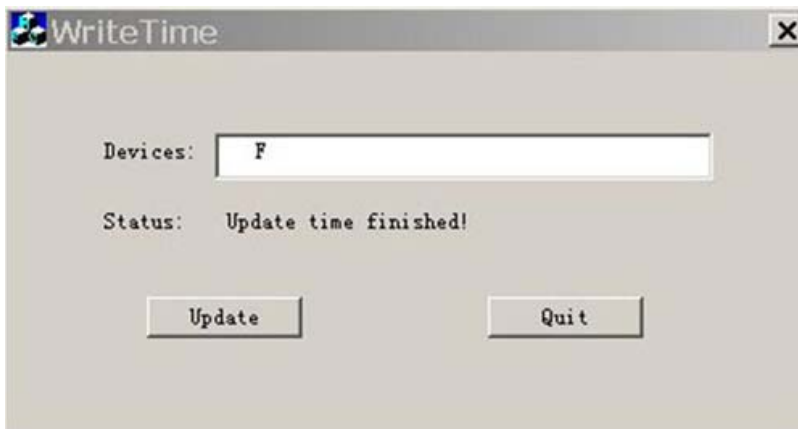 WriteTime
Devices: F
Status: Update time finished!
Update Quit